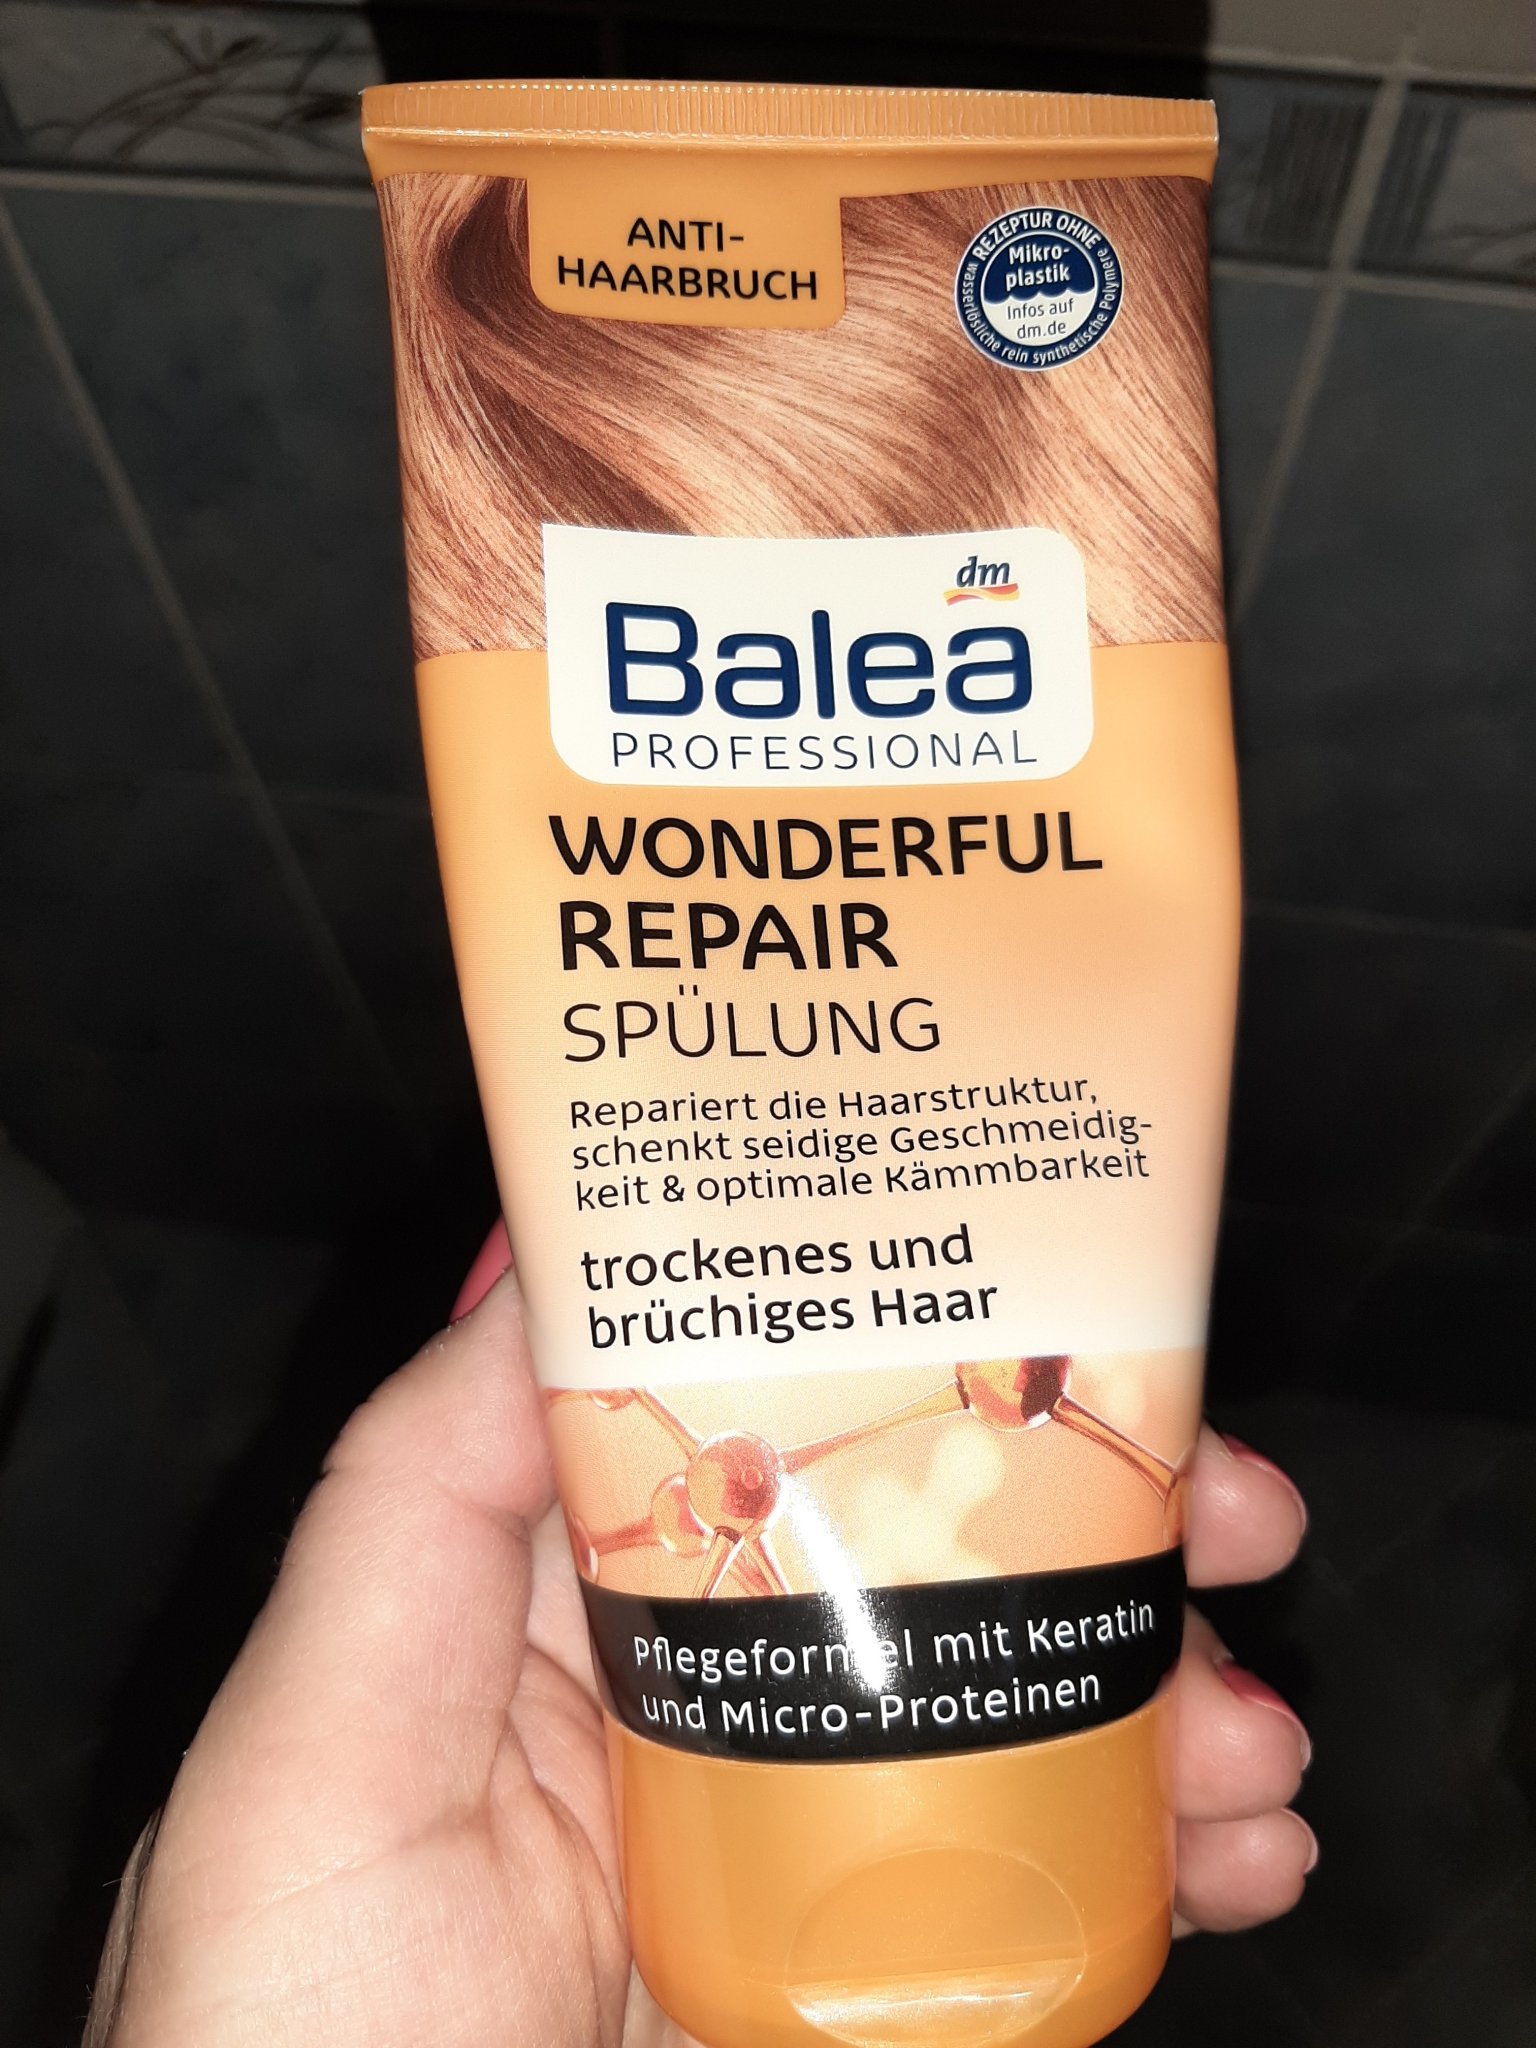 ANTI-
HAARBRUCH
REZEPTUR OHNE
Mikro-
plastik
Infos auf
dm.de
wasserlösliche rein synthetische Polymere
dm
Balea
PROFESSIONAL
WONDERFUL
REPAIR
SPÜLUNG
Repariert die Haarstruktur,
schenkt seidige Geschmeidig-
keit & optimale Kämmbarkeit
trockenes und
brüchiges Haar
Pflegeformel mit Keratin
und Micro-Proteinen